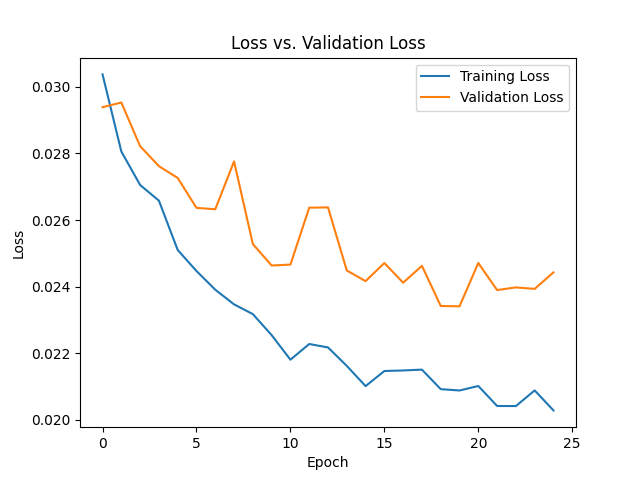 Loss vs. Validation Loss
Training Loss
Validation Loss
0.030
0.028
0.026
0.024
0.022
0.020
Loss
0 5 10 15 20 25
Epoch